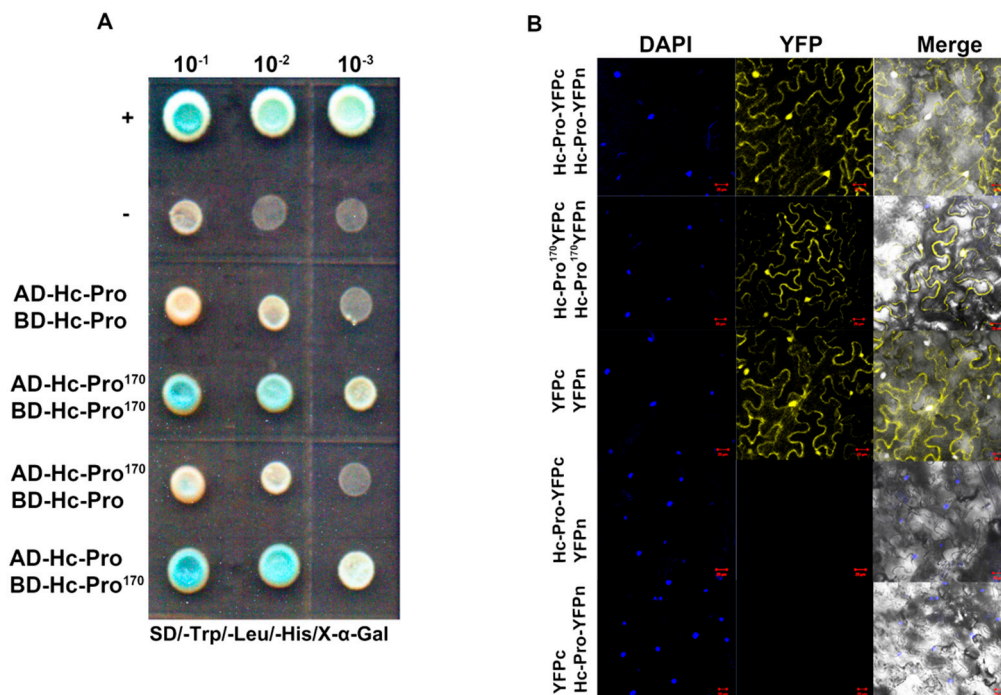 A
10⁻¹ 10⁻² 10⁻³
+
-
AD-Hc-Pro
BD-Hc-Pro
AD-Hc-Pro¹⁷⁰
BD-Hc-Pro¹⁷⁰
AD-Hc-Pro¹⁷⁰
BD-Hc-Pro
AD-Hc-Pro
BD-Hc-Pro¹⁷⁰
SD/-Trp/-Leu/-His/X-α-Gal
B
DAPI YFP Merge
Hc-Pro-YFPc
Hc-Pro-YFPn
Hc-Pro¹⁷⁰YFPc
Hc-Pro¹⁷⁰YFPn
YFPc
YFPn
Hc-Pro-YFPc
YFPn
YFPc
Hc-Pro-YFPn